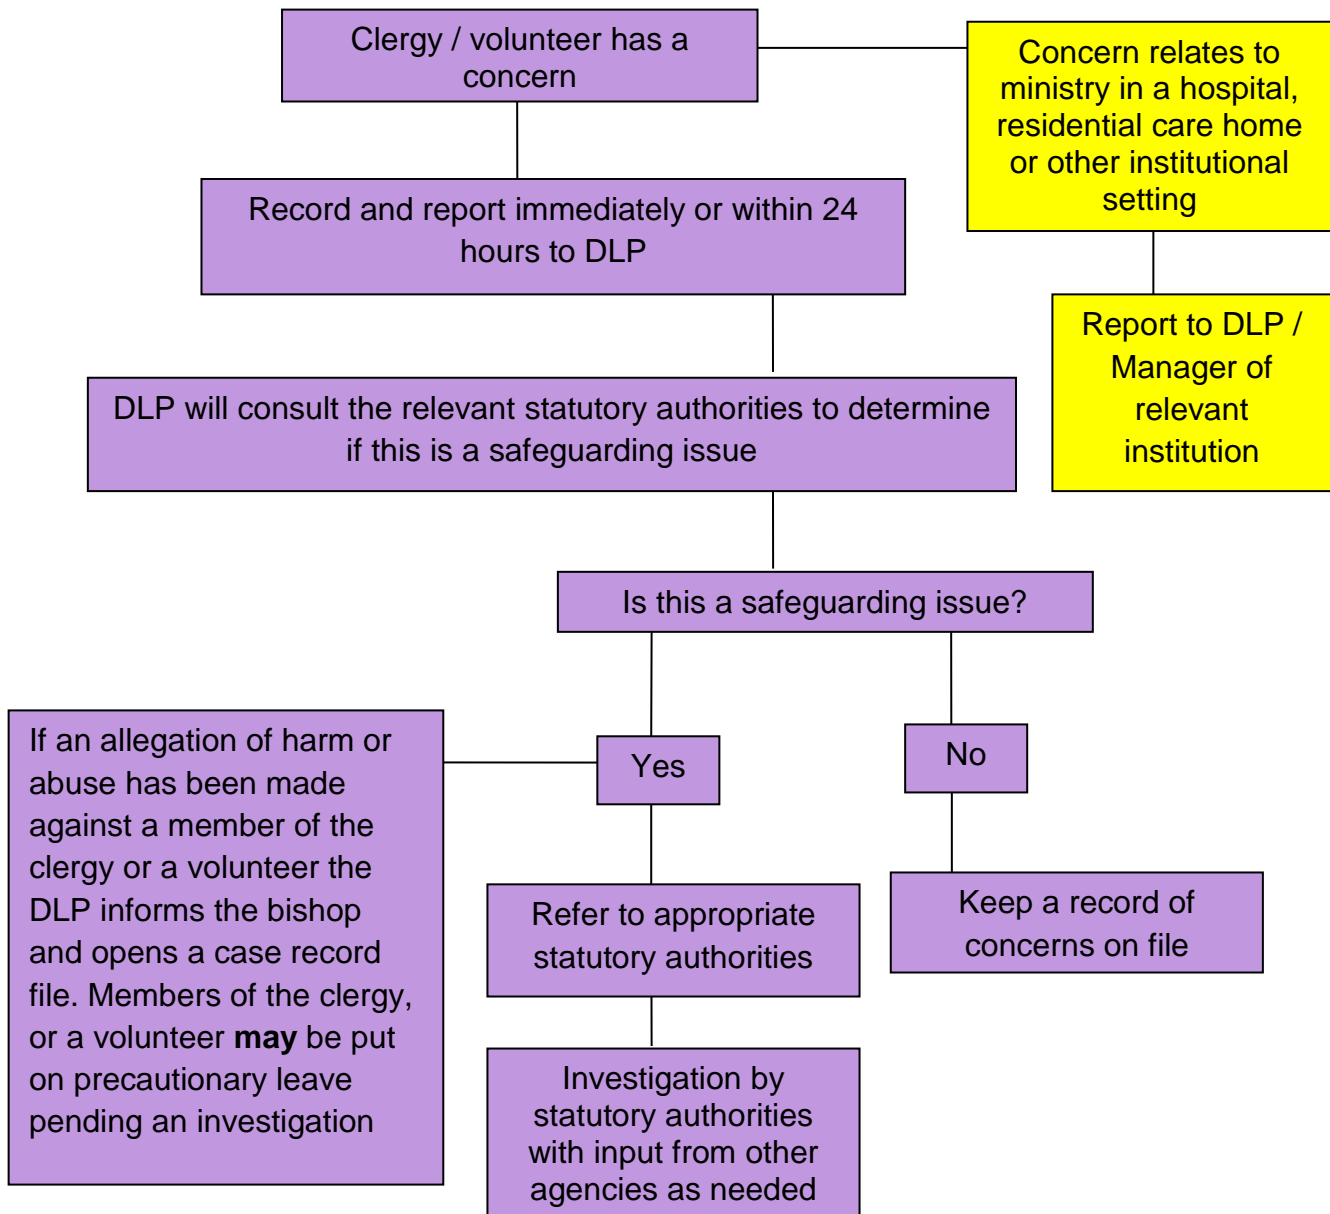 Clergy / volunteer has a
concern
Concern relates to
ministry in a hospital,
residential care home
or other institutional
setting
Record and report immediately or within 24
hours to DLP
Report to DLP /
Manager of
relevant
institution
DLP will consult the relevant statutory authorities to determine
if this is a safeguarding issue
Is this a safeguarding issue?
If an allegation of harm or
abuse has been made
against a member of the
clergy or a volunteer the
DLP informs the bishop
and opens a case record
file. Members of the clergy,
or a volunteer may be put
on precautionary leave
pending an investigation
Yes
No
Refer to appropriate
statutory authorities
Keep a record of
concerns on file
Investigation by
statutory authorities
with input from other
agencies as needed